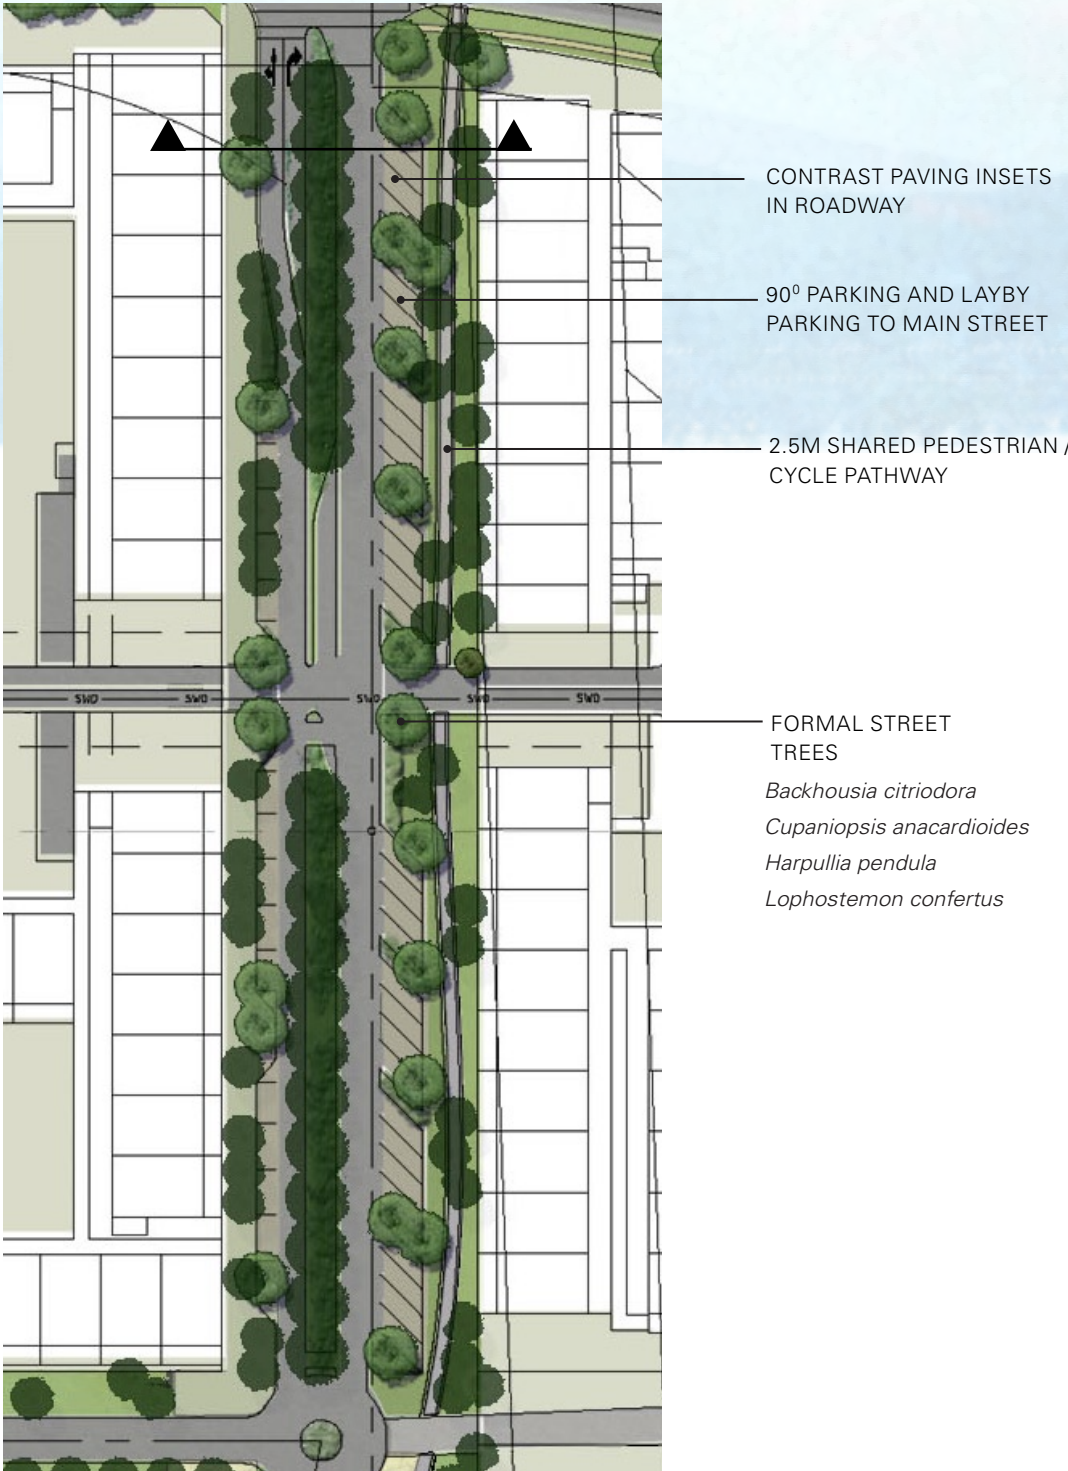 CONTRAST PAVING INSETS
IN ROADWAY
90⁰ PARKING AND LAYBY
PARKING TO MAIN STREET
2.5M SHARED PEDESTRIAN /
CYCLE PATHWAY
SWD SWD SWD SWD SWD
FORMAL STREET
TREES
Backhousia citriodora
Cupaniopsis anacardioides
Harpullia pendula
Lophostemon confertus